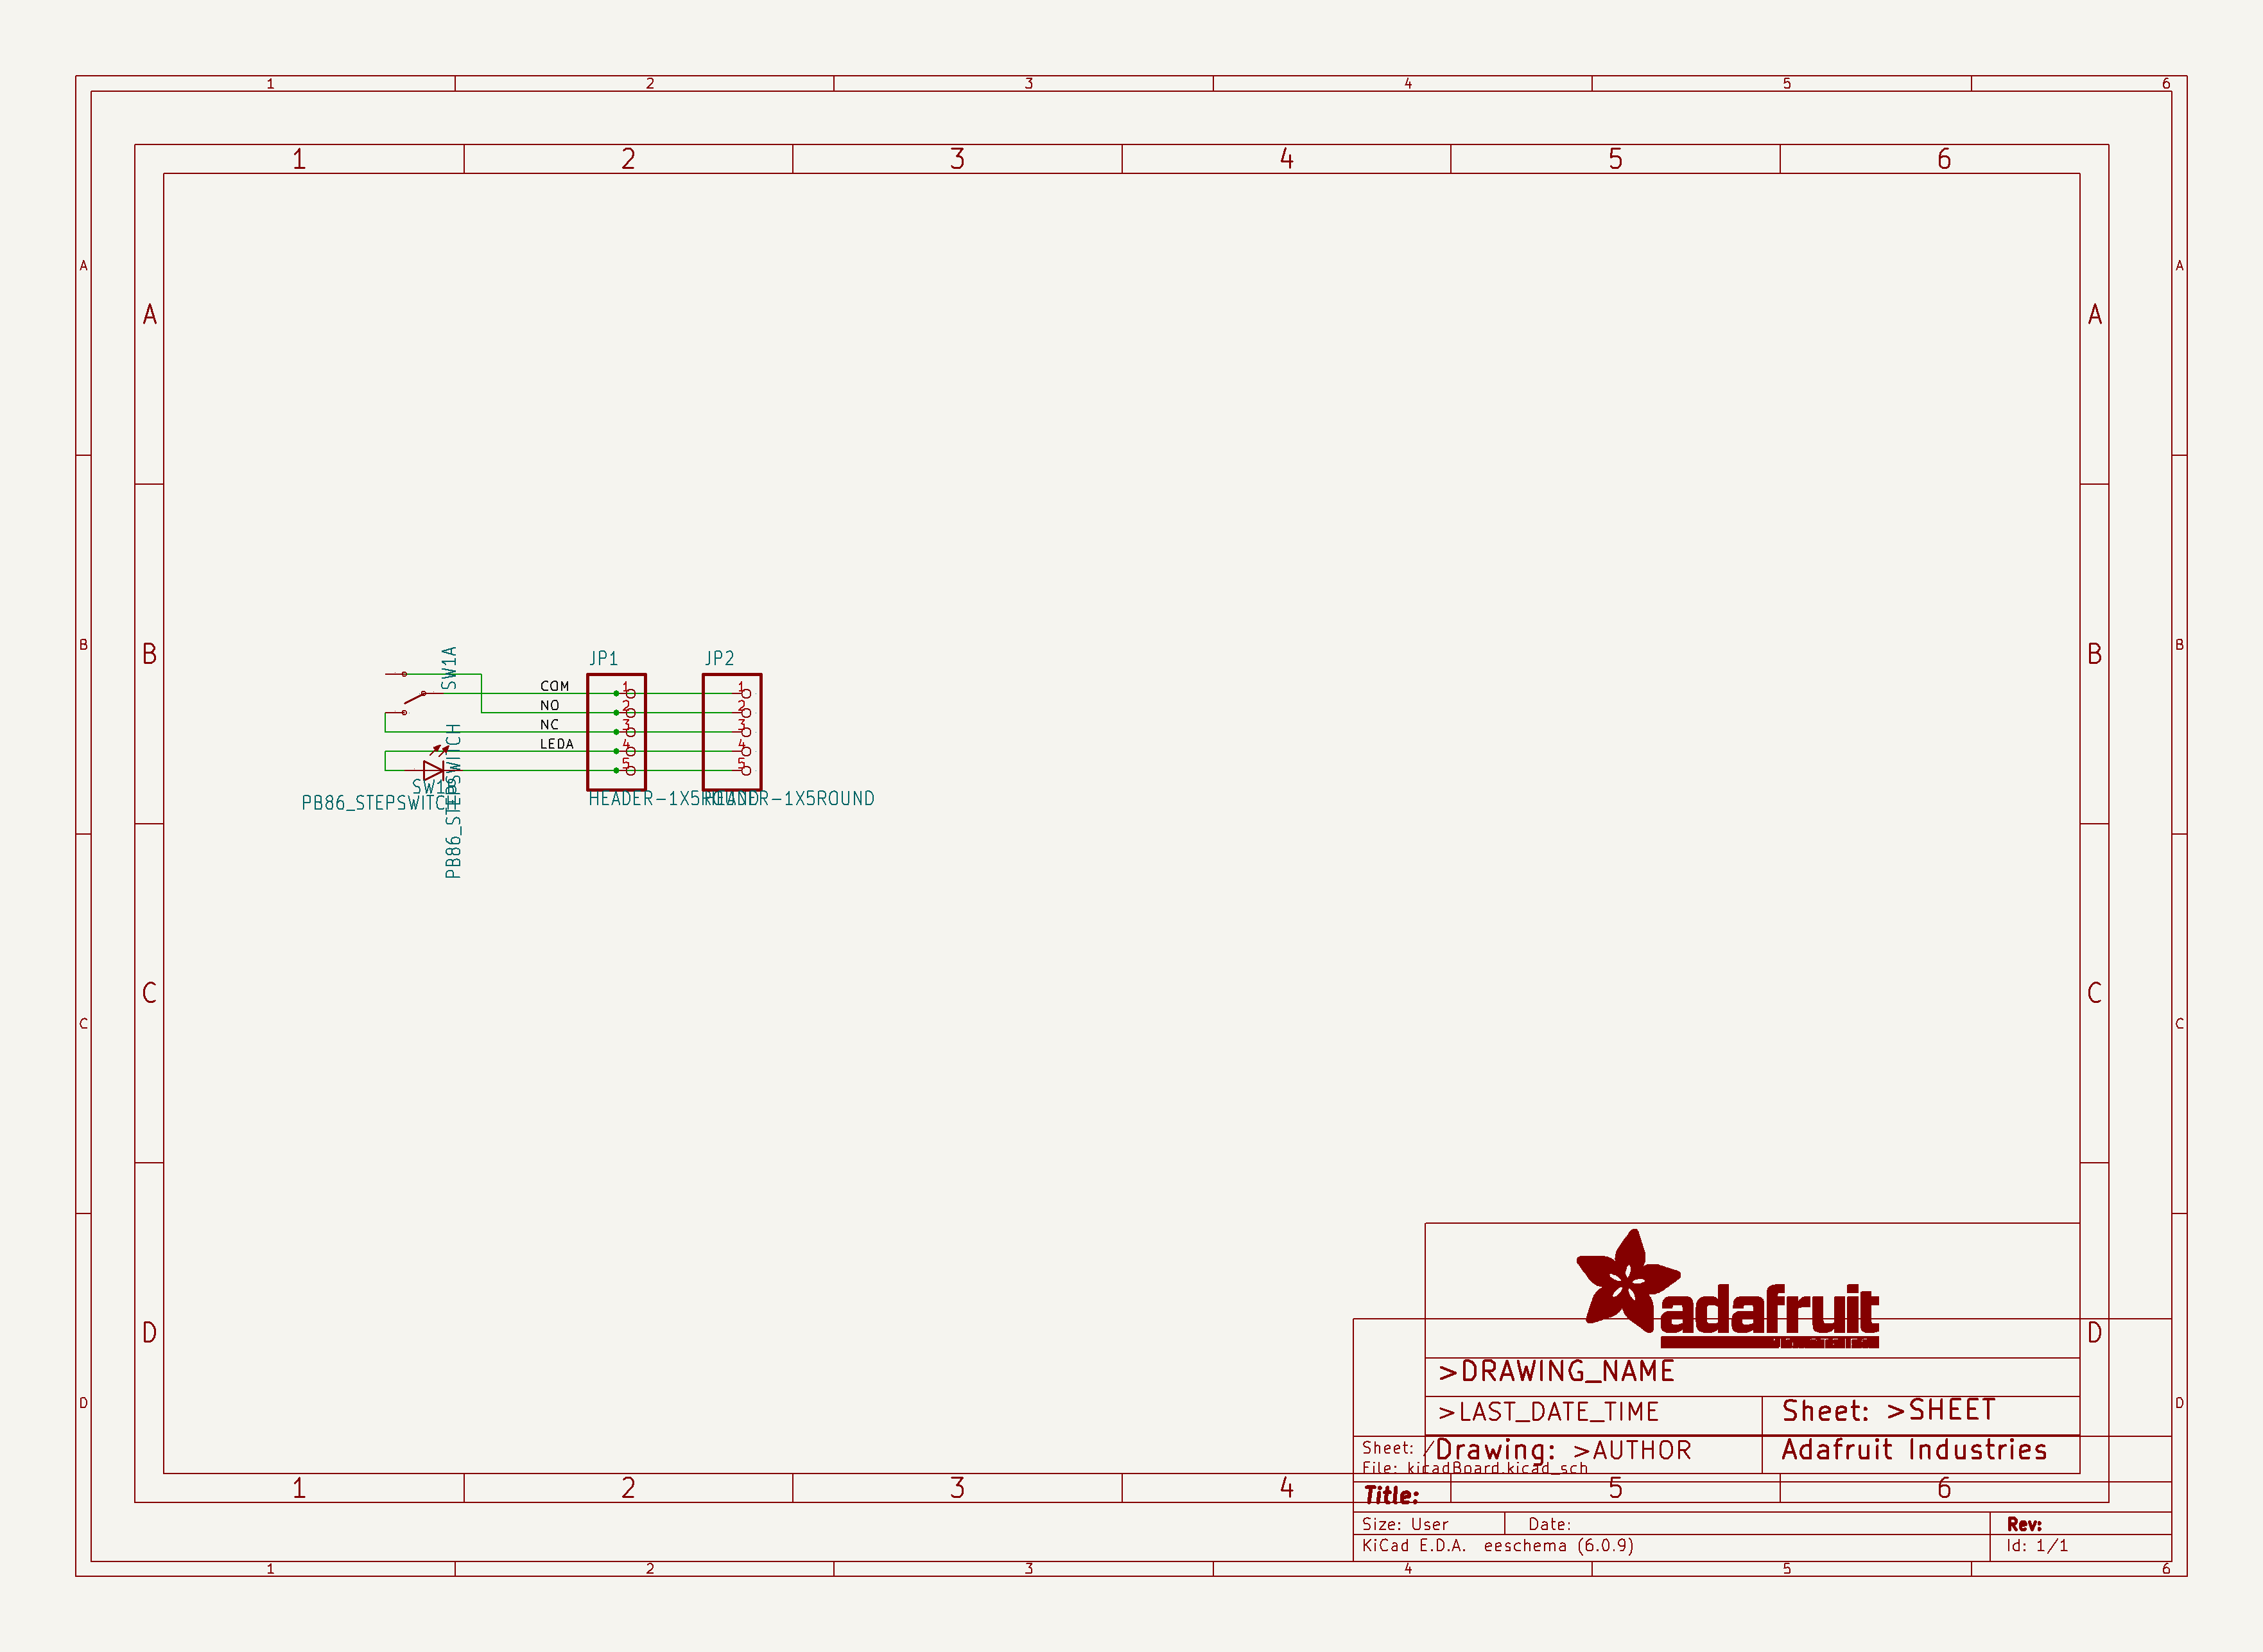 1 2 3 4 5 6
1 2 3 4 5 6
A A
A A
B B
B B
SW1A
JP1 JP2
COM 1 1
NO 2 2
NC 3 3
LEDA 4 4
5 5
SW1B
PB86_STEPSWITCH
PB86_STEPSWITCH
HEADER-1X5ROUND
HEADER-1X5ROUND
C C
C C
adafruit
D D
D D
>DRAWING_NAME
>LAST_DATE_TIME
Sheet: >SHEET
Sheet: /
Drawing: >AUTHOR
Adafruit Industries
File: kicadBoard.kicad_sch
1 2 3 4 5 6
Title:
Size: User
Date:
Rev:
KiCad E.D.A. eeschema (6.0.9)
Id: 1/1
1 2 3 4 5 6